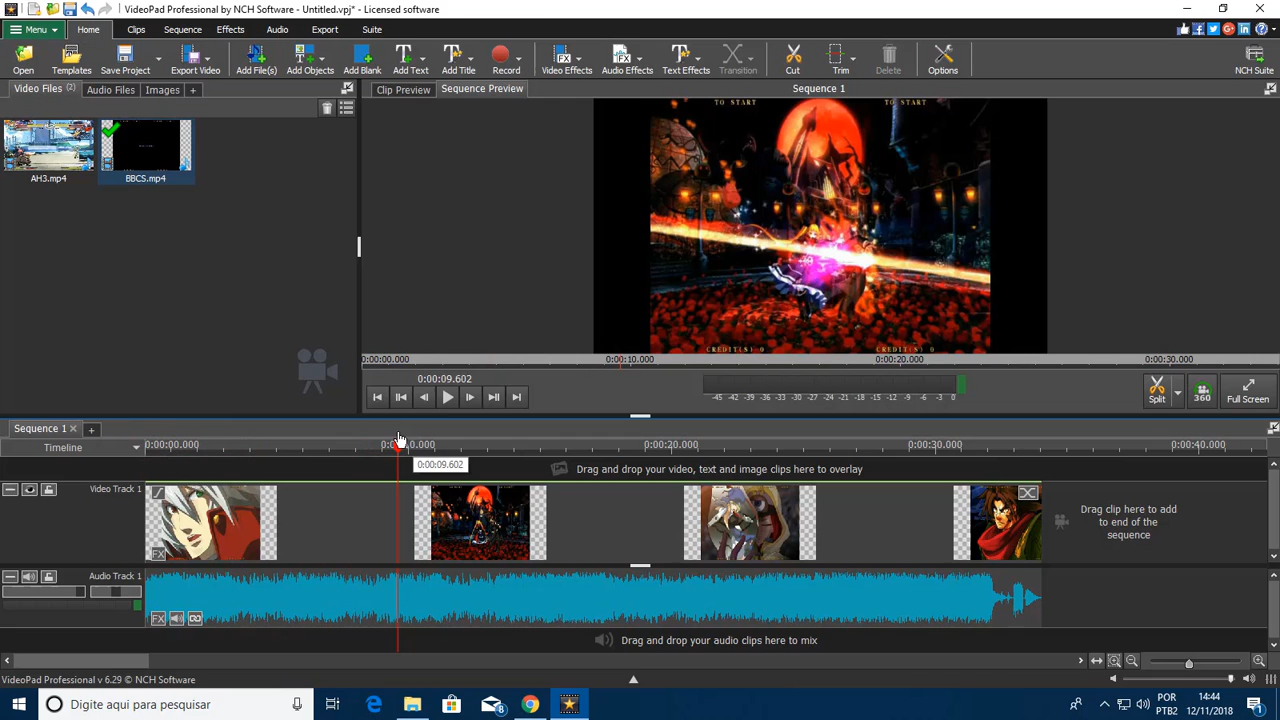 VideoPad Professional by NCH Software - Untitled.vpj* - Licensed software
Menu Home Clips Sequence Effects Audio Export Suite
Open Templates Save Project Export Video Add File(s) Add Objects Add Blank Add Text Add Title Record Video Effects Audio Effects Text Effects Transition Cut Trim Delete Options NCH Suite
Video Files (2) Audio Files Images +
Clip Preview Sequence Preview Sequence 1
TO START TO START
AH3.mp4 BBCS.mp4
CREDIT(S) 0 CREDIT(S) 0
0:00:00.000 0:00:10.000 0:00:20.000 0:00:30.000
0:00:09.602
-45 -42 -39 -36 -33 -30 -27 -24 -21 -18 -15 -12 -9 -6 -3 0
Split 360 Full Screen
Sequence 1 × +
Timeline 0:00:00.000 0:00:20.000 0:00:30.000 0:00:40.000
0:00:09.602
Drag and drop your video, text and image clips here to overlay
Video Track 1
FX
Drag clip here to add
to end of the
sequence
Audio Track 1
FX
Drag and drop your audio clips here to mix
VideoPad Professional v 6.29 © NCH Software
Digite aqui para pesquisar
8
POR
PTB2
14:44
12/11/2018
1